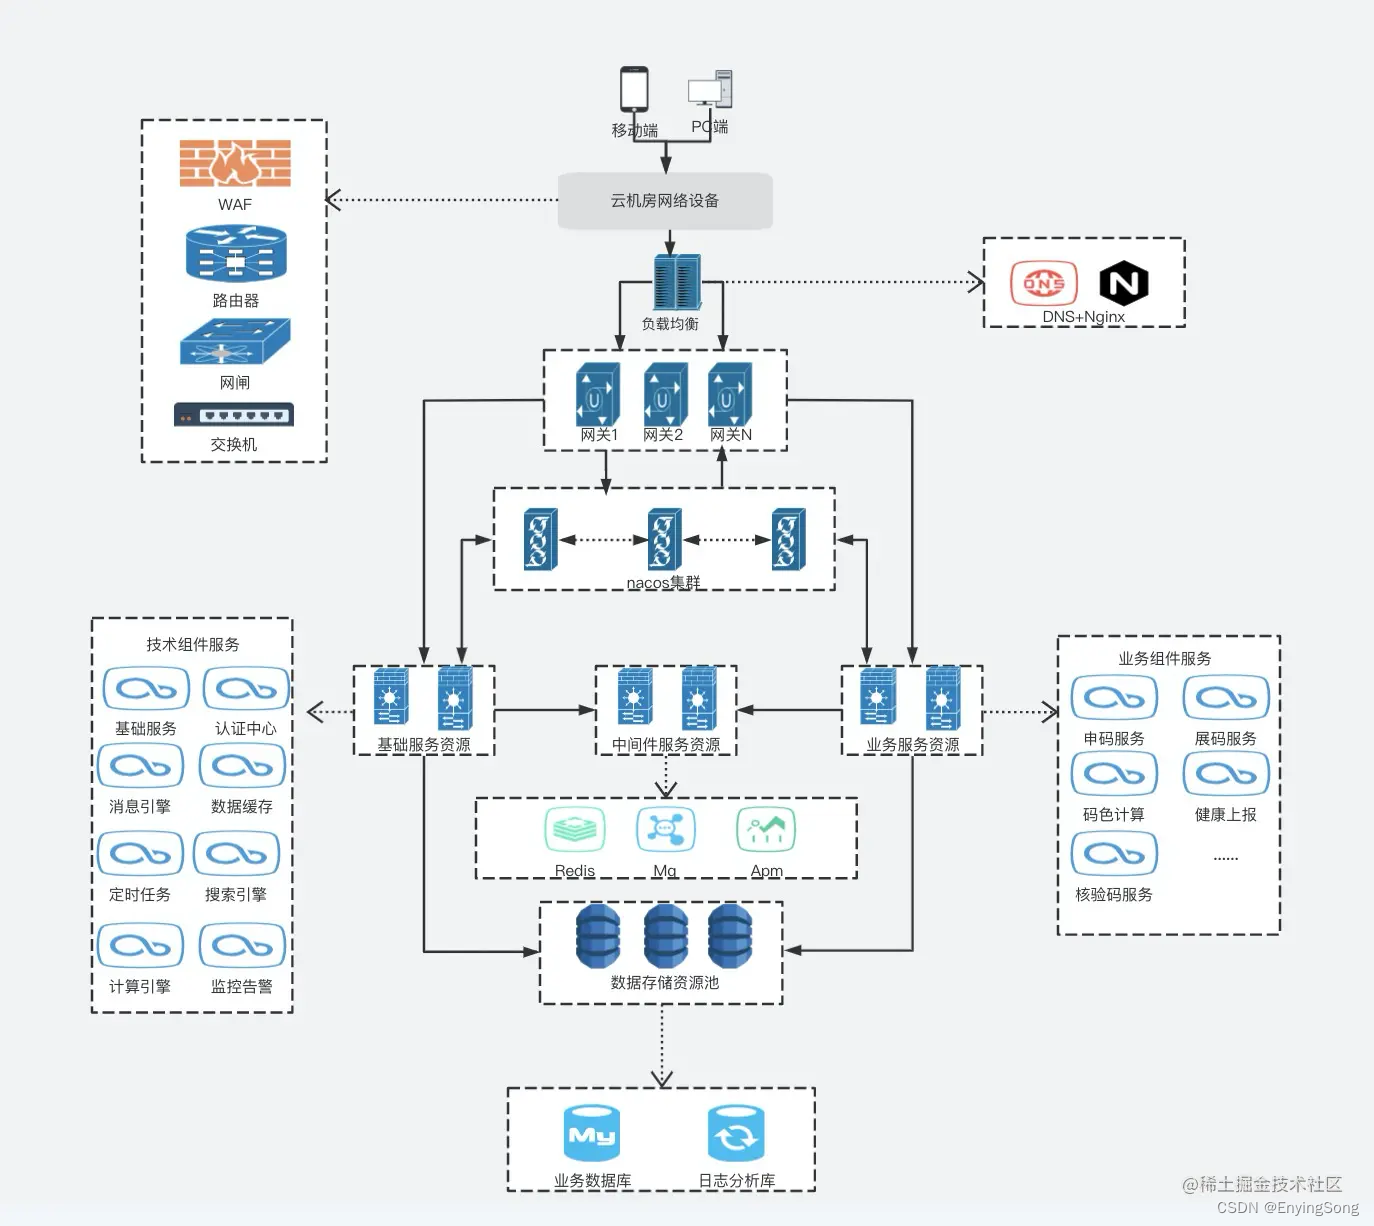 移动端
PC端
云机房网络设备
WAF
路由器
网闸
交换机
负载均衡
DNS
N
DNS+Nginx
U
U
U
网关1
网关2
网关N
nacos集群
技术组件服务
基础服务
认证中心
消息引擎
数据缓存
定时任务
搜索引擎
计算引擎
监控告警
基础服务资源
中间件服务资源
业务服务资源
业务组件服务
申码服务
展码服务
码色计算
健康上报
核验码服务
......
Redis
Mq
Apm
数据存储资源池
My
业务数据库
日志分析库
@稀土掘金技术社区
CSDN @EnyingSong